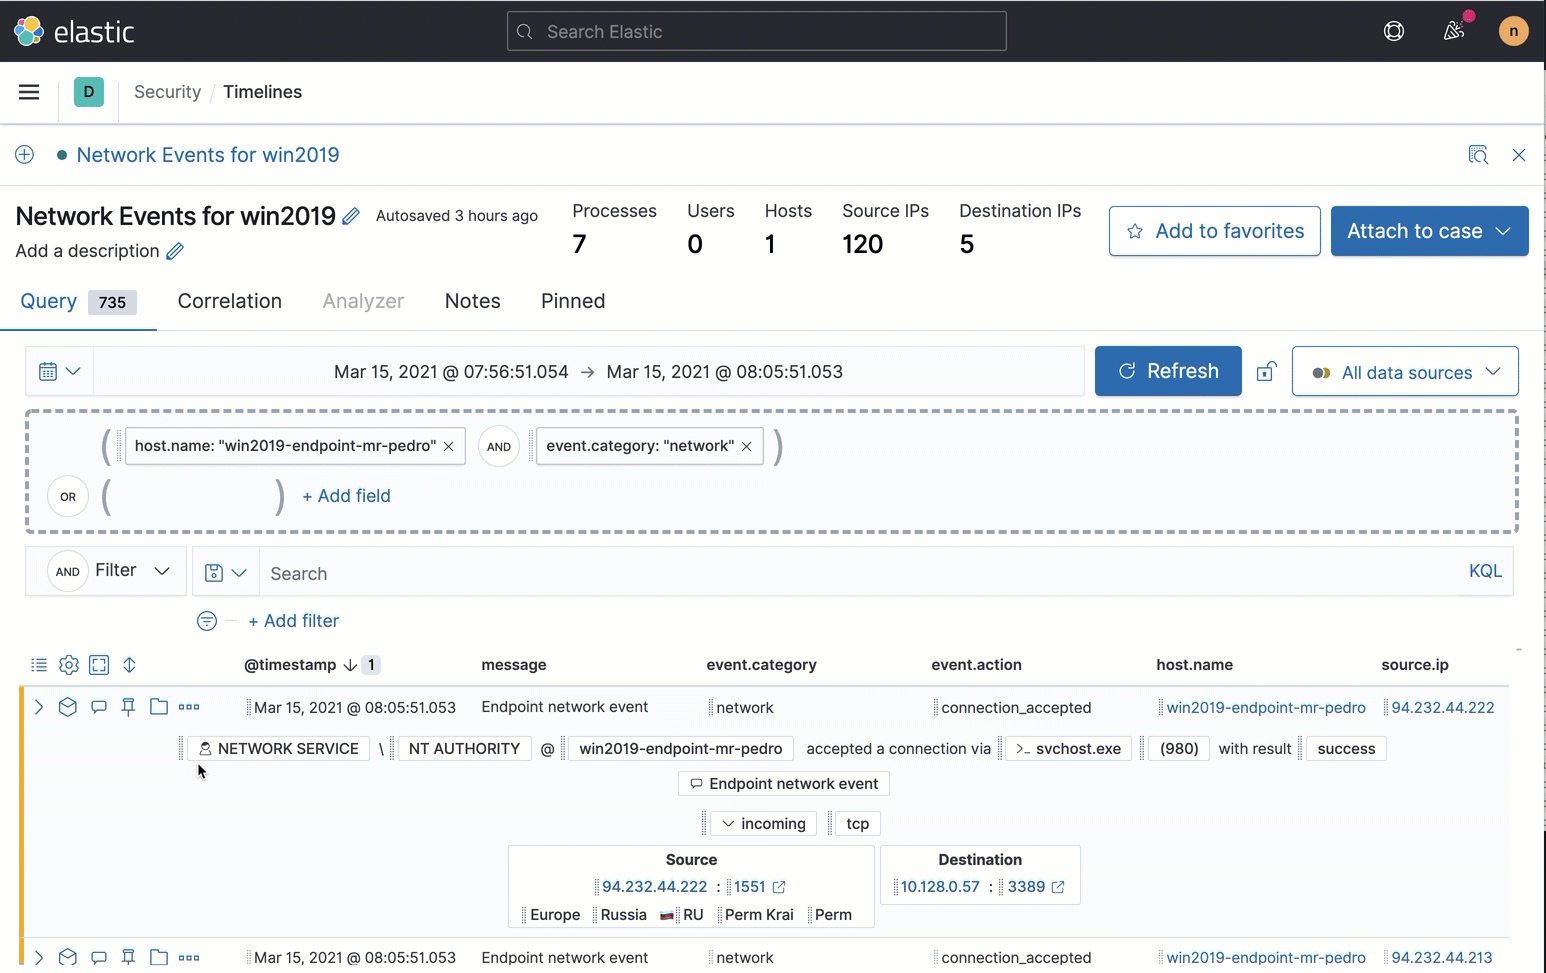 elastic
Search Elastic
n
D
Security / Timelines
Network Events for win2019
Network Events for win2019
Autosaved 3 hours ago
Add a description
Processes Users Hosts Source IPs Destination IPs
7 0 1 120 5
Add to favorites
Attach to case
Query 735 Correlation Analyzer Notes Pinned
Mar 15, 2021 @ 07:56:51.054 → Mar 15, 2021 @ 08:05:51.053
Refresh
All data sources
( host.name: "win2019-endpoint-mr-pedro" × AND event.category: "network" × )
OR ( ) + Add field
AND Filter
Search
KQL
+ Add filter
@timestamp ↓ 1 message event.category event.action host.name source.ip
Mar 15, 2021 @ 08:05:51.053 Endpoint network event network connection_accepted win2019-endpoint-mr-pedro 94.232.44.222
NETWORK SERVICE \ NT AUTHORITY @ win2019-endpoint-mr-pedro accepted a connection via >_ svchost.exe (980) with result success
Endpoint network event
incoming tcp
Source Destination
94.232.44.222 : 1551 10.128.0.57 : 3389
Europe Russia RU Perm Krai Perm
Mar 15, 2021 @ 08:05:51.053 Endpoint network event network connection_accepted win2019-endpoint-mr-pedro 94.232.44.213